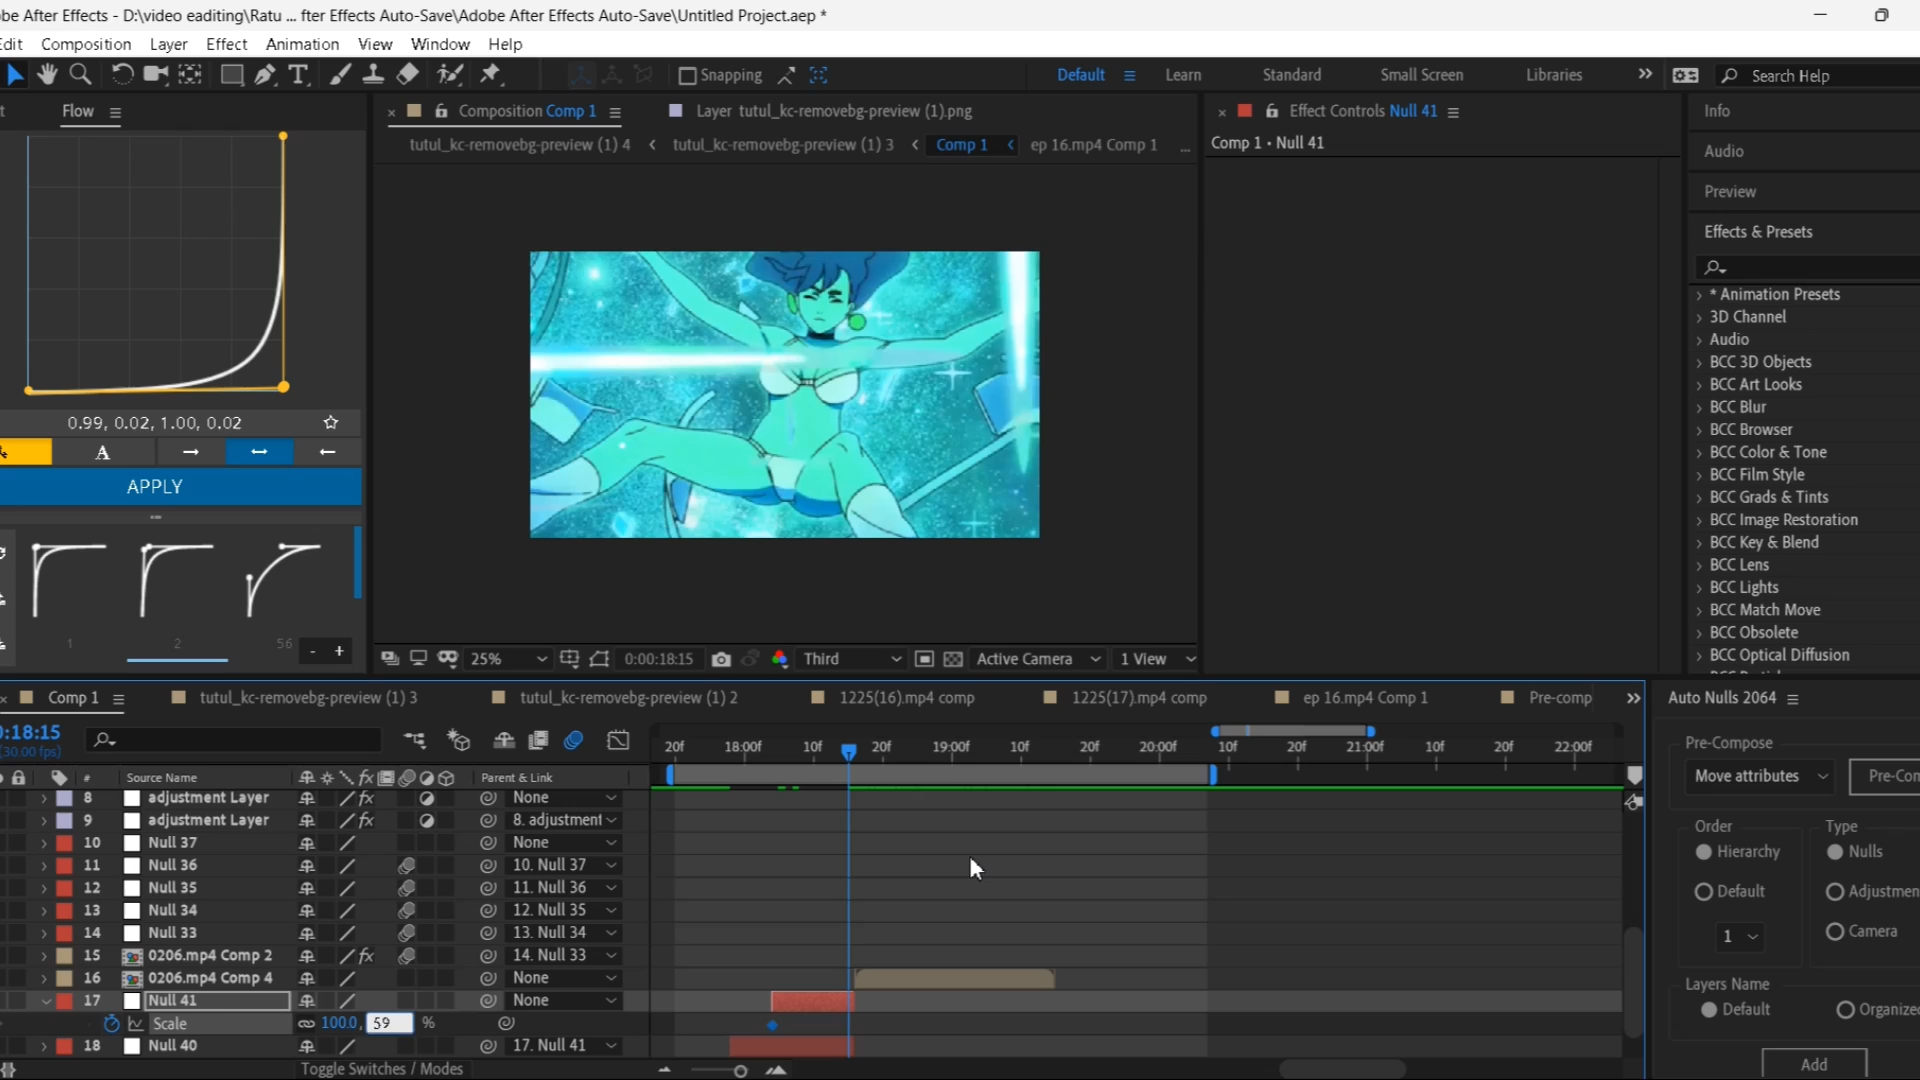 be After Effects - D:\video eaditing\Ratu ... fter Effects Auto-Save\Adobe After Effects Auto-Save\Untitled Project.aep *
Edit Composition Layer Effect Animation View Window Help
Snapping Default Learn Standard Small Screen Libraries Search Help
Flow
Composition Comp 1
Layer tutul_kc-removebg-preview (1).png
Effect Controls Null 41
tutul_kc-removebg-preview (1) 4 < tutul_kc-removebg-preview (1) 3 < Comp 1 < ep 16.mp4 Comp 1 ...
Comp 1 • Null 41
Info
Audio
Preview
Effects & Presets
> * Animation Presets
> 3D Channel
> Audio
> BCC 3D Objects
> BCC Art Looks
> BCC Blur
> BCC Browser
> BCC Color & Tone
> BCC Film Style
> BCC Grads & Tints
> BCC Image Restoration
> BCC Key & Blend
> BCC Lens
> BCC Lights
> BCC Match Move
> BCC Obsolete
> BCC Optical Diffusion
0.99, 0.02, 1.00, 0.02
A
APPLY
1 2 56 - +
25% 0:00:18:15 Third Active Camera 1 View
Comp 1 tutul_kc-removebg-preview (1) 3 tutul_kc-removebg-preview (1) 2 1225(16).mp4 comp 1225(17).mp4 comp ep 16.mp4 Comp 1 Pre-comp
:18:15
(30.00 fps)
20f 18:00f 10f 20f 19:00f 10f 20f 20:00f 10f 20f 21:00f 10f 20f 22:00f
# Source Name fx Parent & Link
8 adjustment Layer fx None
9 adjustment Layer fx 8. adjustment
10 Null 37 None
11 Null 36 10. Null 37
12 Null 35 11. Null 36
13 Null 34 12. Null 35
14 Null 33 13. Null 34
15 0206.mp4 Comp 2 fx 14. Null 33
16 0206.mp4 Comp 4 None
17 Null 41 None
Scale 100.0, 59 %
18 Null 40 17. Null 41
Toggle Switches / Modes
Auto Nulls 2064
Pre-Compose
Move attributes Pre-Com
Order Type
Hierarchy Nulls
Default Adjustmen
1 Camera
Layers Name
Default Organized
Add